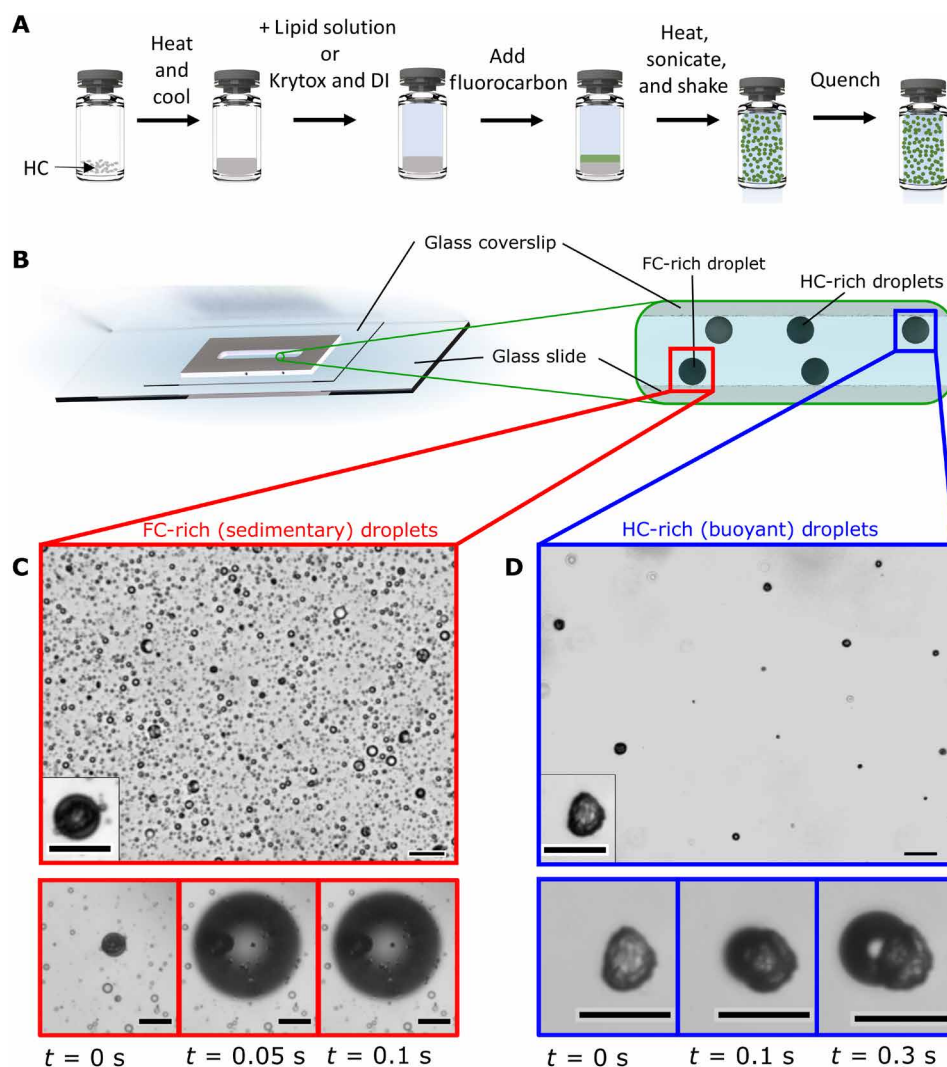 A
Heat
and
cool
+ Lipid solution
or
Krytox and DI
Add
fluorocarbon
Heat,
sonicate,
and shake
Quench
HC
B
Glass coverslip
FC-rich droplet
HC-rich droplets
Glass slide
FC-rich (sedimentary) droplets
HC-rich (buoyant) droplets
C
D
t = 0 s
t = 0.05 s
t = 0.1 s
t = 0 s
t = 0.1 s
t = 0.3 s